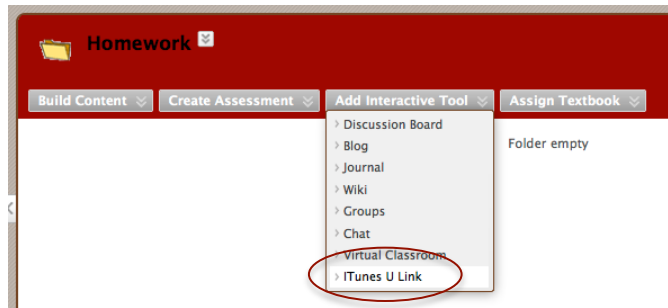 Homework
Build Content
Create Assessment
Add Interactive Tool
Assign Textbook
Discussion Board
Blog
Journal
Wiki
Groups
Chat
Virtual Classroom
ITunes U Link
Folder empty